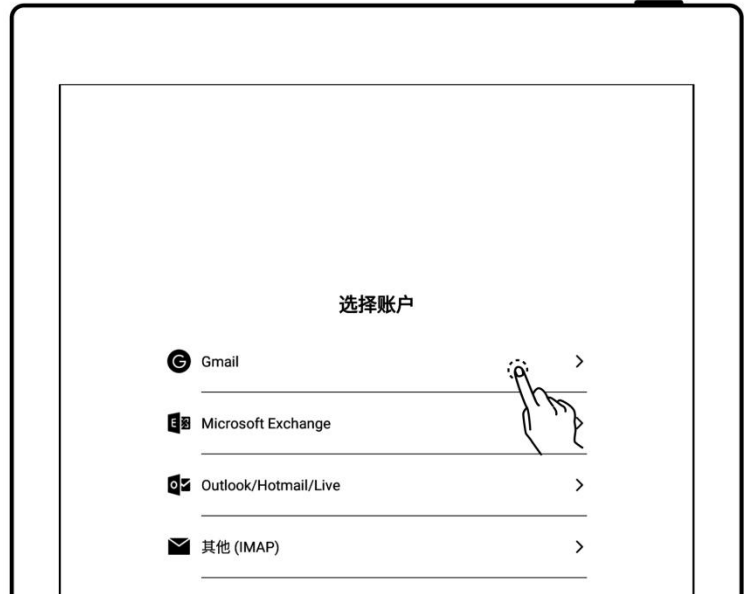 选择账户
Gmail
Microsoft Exchange
Outlook/Hotmail/Live
其他 (IMAP)